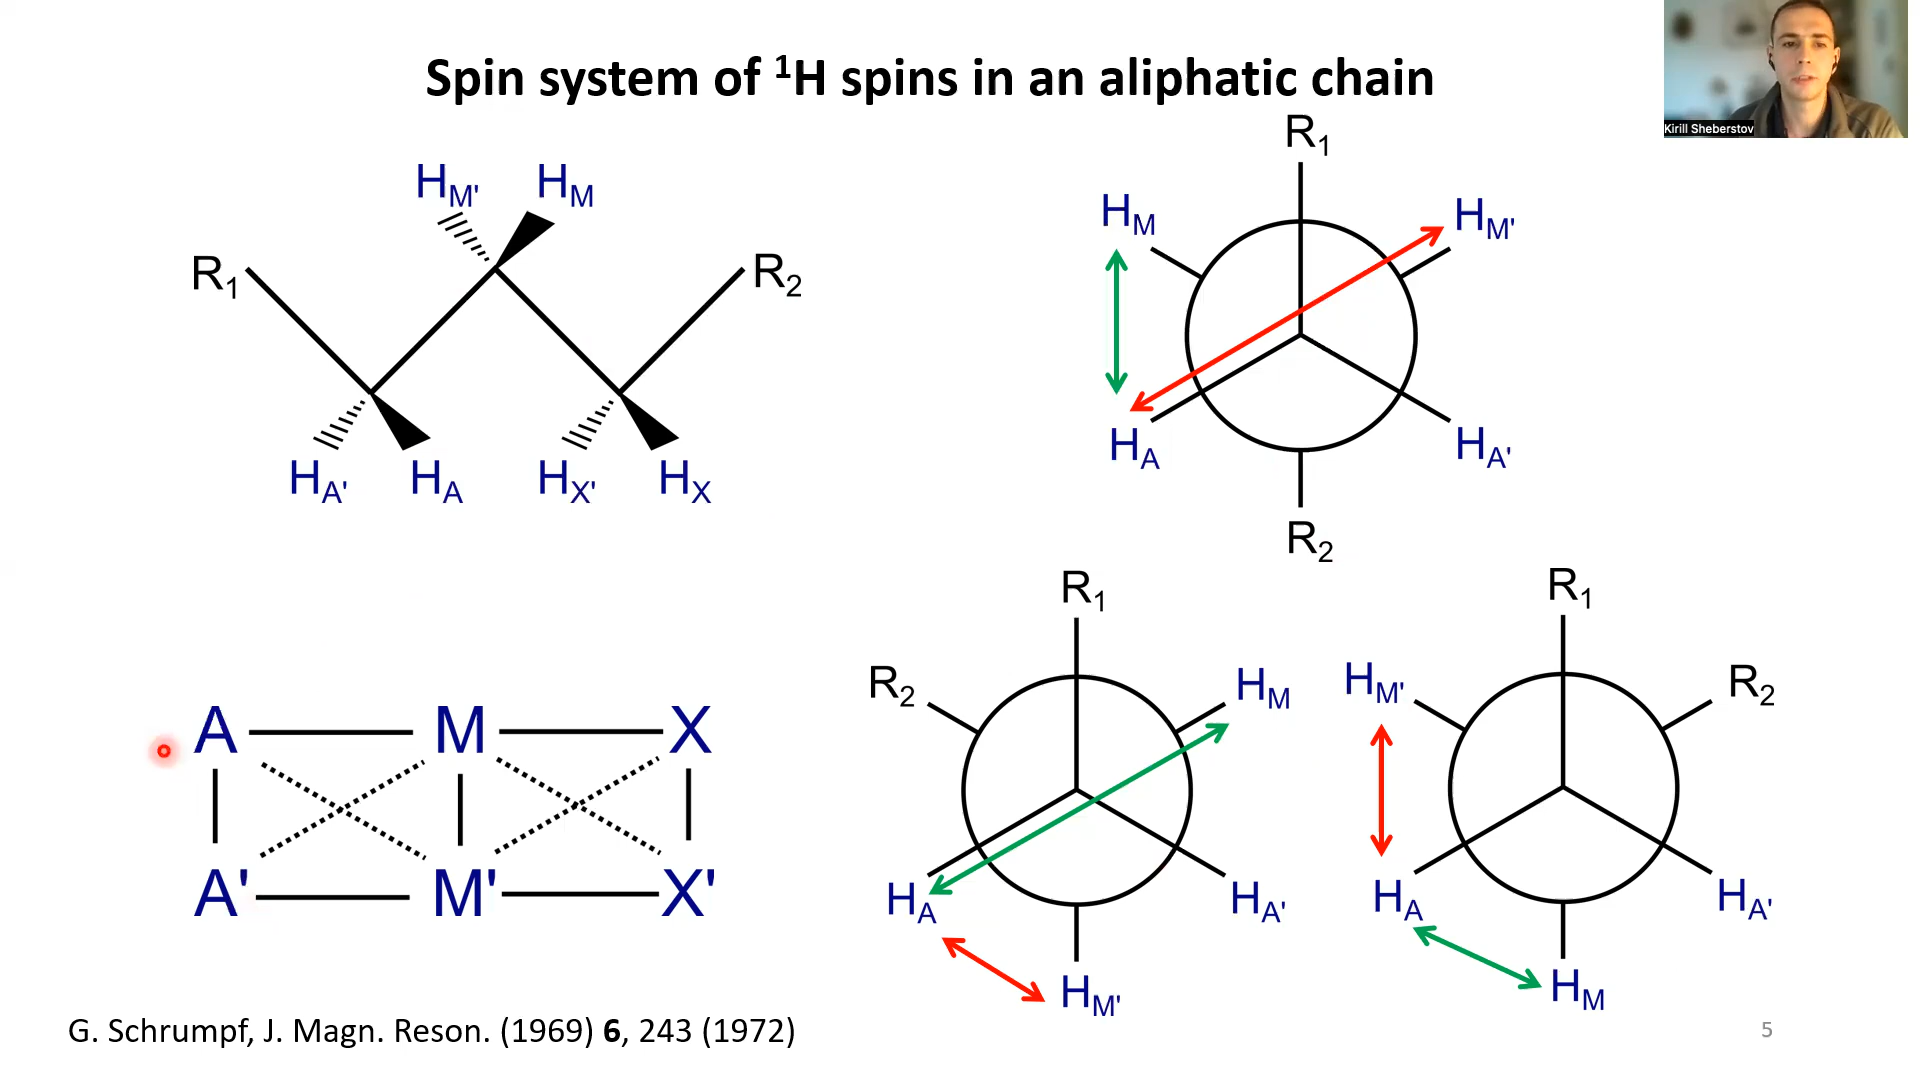 Spin system of ¹H spins in an aliphatic chain
Kirill Sheberstov
H_M' H_M
R₁ R₂
H_A' H_A H_X' H_X
R₁
H_M H_M'
H_A H_A'
R₂
A M X
A' M' X'
R₁
R₂ H_M
H_A H_A'
H_M'
R₁
H_M' R₂
H_A H_A'
H_M
G. Schrumpf, J. Magn. Reson. (1969) 6, 243 (1972)
5